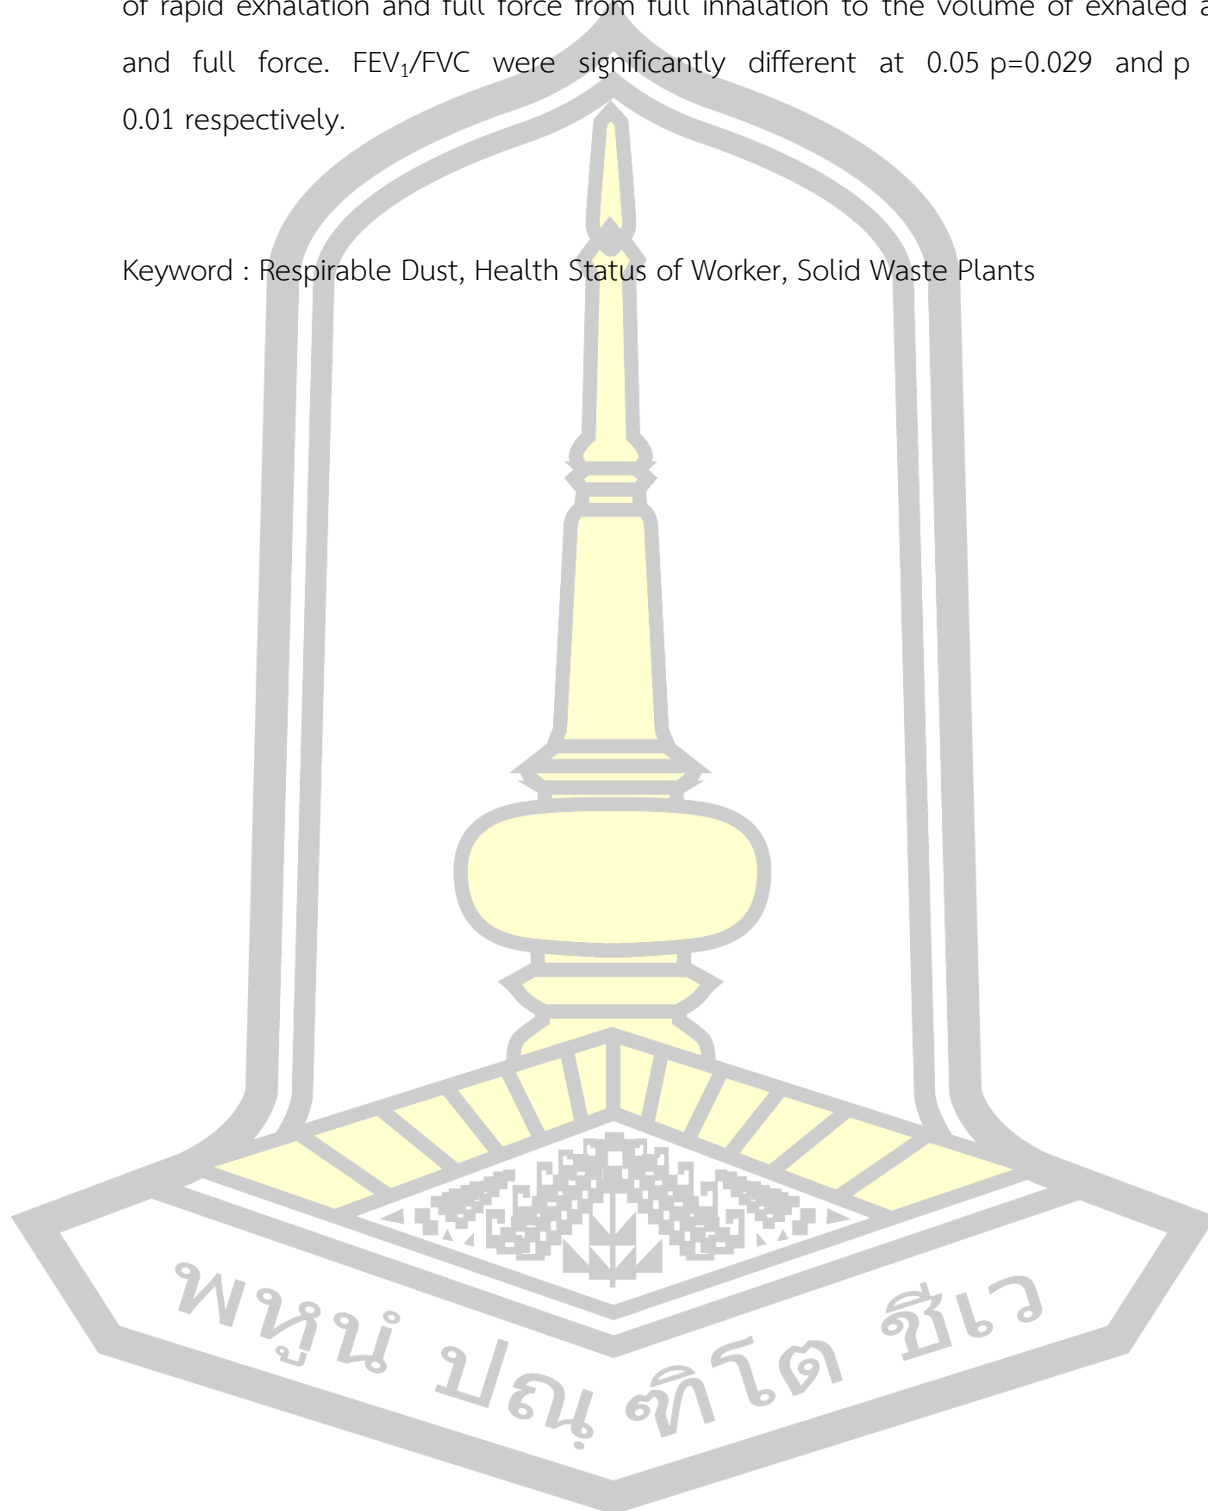 of rapid exhalation and full force from full inhalation to the volume of exhaled a
and full force. FEV₁/FVC were significantly different at 0.05 p=0.029 and p
0.01 respectively.
Keyword : Respirable Dust, Health Status of Worker, Solid Waste Plants
พหูนํ ปณฺฑิโต ชีเว